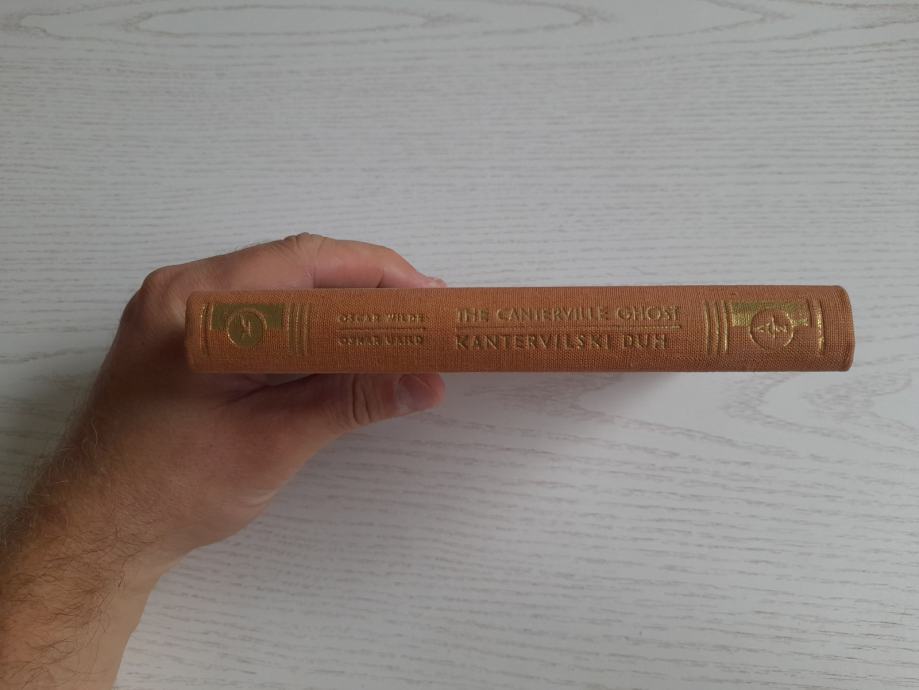 OSCAR WILDE
OSKAR VAJLD
THE CANTERVILLE GHOST
KANTERVILSKI DUH